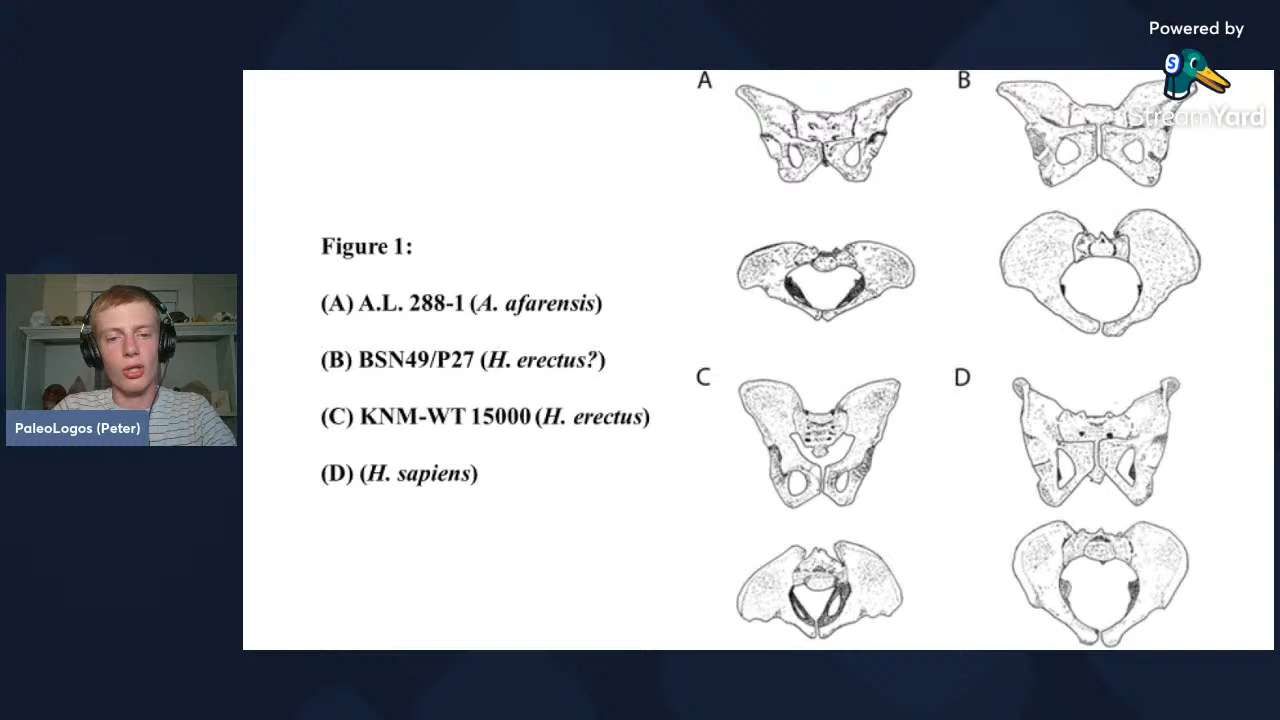 Powered by
S
StreamYard
A
B
Figure 1:
(A) A.L. 288-1 (A. afarensis)
(B) BSN49/P27 (H. erectus?)
(C) KNM-WT 15000 (H. erectus)
(D) (H. sapiens)
C
D
PaleoLogos (Peter)